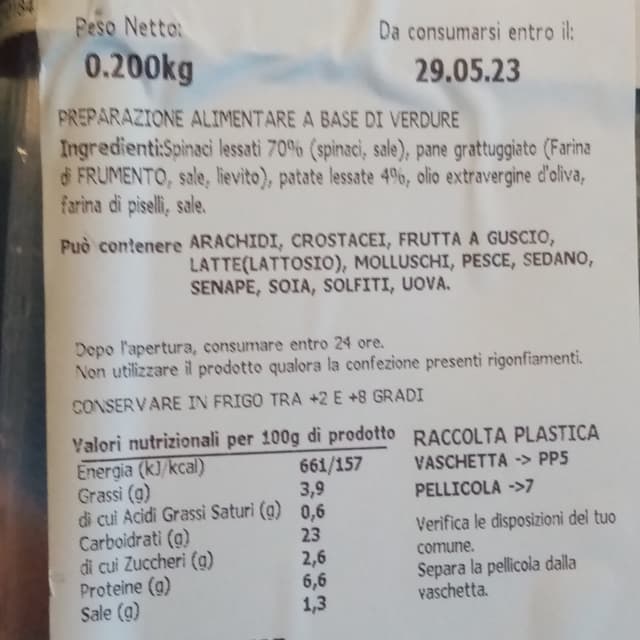 Peso Netto:
Da consumarsi entro il:
0.200kg
29.05.23
PREPARAZIONE ALIMENTARE A BASE DI VERDURE
Ingredienti:Spinaci lessati 70% (spinaci, sale), pane grattuggiato (Farina
di FRUMENTO, sale, lievito), patate lessate 4%, olio extravergine d'oliva,
farina di piselli, sale.
Può contenere ARACHIDI, CROSTACEI, FRUTTA A GUSCIO,
LATTE(LATTOSIO), MOLLUSCHI, PESCE, SEDANO,
SENAPE, SOIA, SOLFITI, UOVA.
Dopo l'apertura, consumare entro 24 ore.
Non utilizzare il prodotto qualora la confezione presenti rigonfiamenti.
CONSERVARE IN FRIGO TRA +2 E +8 GRADI
Valori nutrizionali per 100g di prodotto
Energia (kJ/kcal) 661/157
Grassi (g) 3,9
di cui Acidi Grassi Saturi (g) 0,6
Carboidrati (g) 23
di cui Zuccheri (g) 2,6
Proteine (g) 6,6
Sale (g) 1,3
RACCOLTA PLASTICA
VASCHETTA -> PP5
PELLICOLA ->7
Verifica le disposizioni del tuo
comune.
Separa la pellicola dalla
vaschetta.